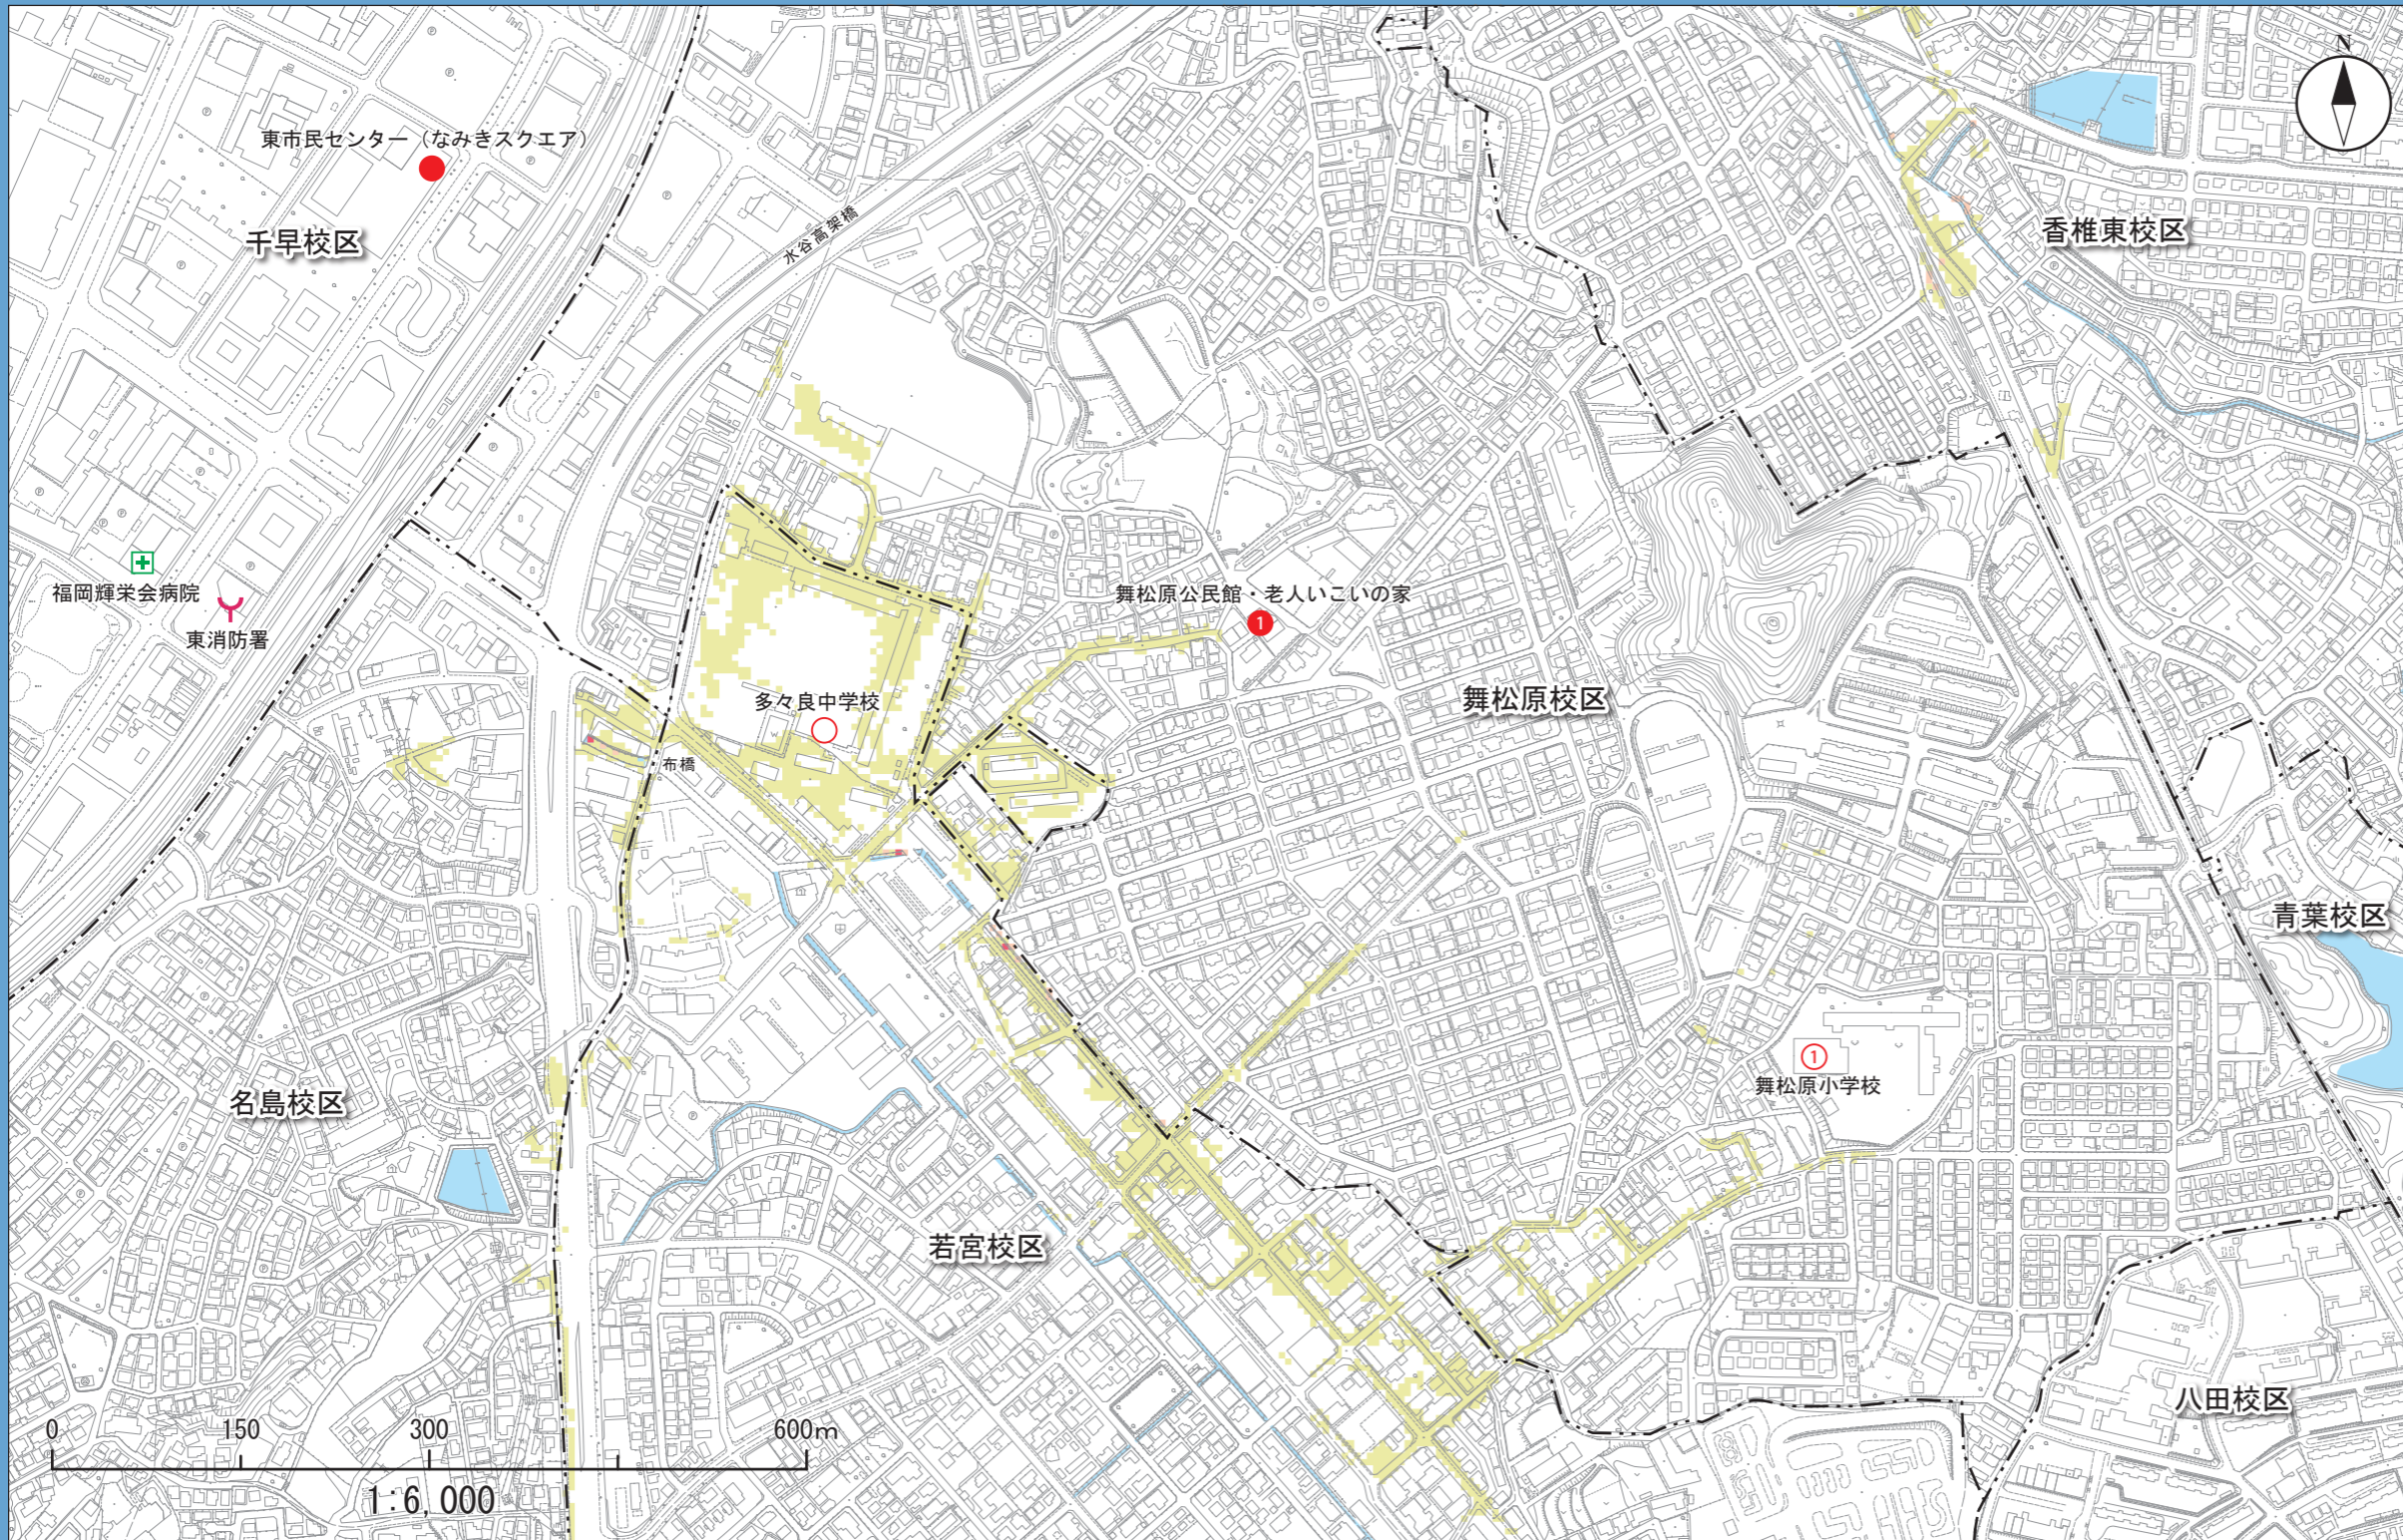 N
東市民センター（なみきスクエア）
千早校区
水谷高架橋
香椎東校区
福岡輝栄会病院
東消防署
舞松原公民館・老人いこいの家
1
舞松原校区
多々良中学校
布橋
青葉校区
1
舞松原小学校
名島校区
若宮校区
八田校区
0 150 300 600m
1:6,000